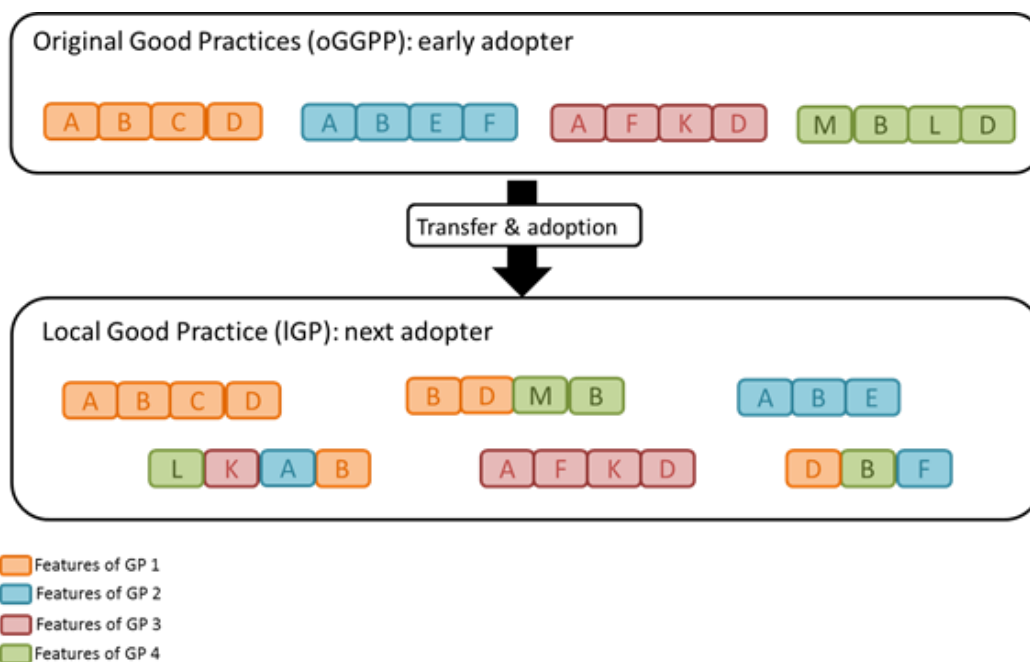 Original Good Practices (oGGPP): early adopter
A B C D A B E F A F K D M B L D
Transfer & adoption
Local Good Practice (lGP): next adopter
A B C D B D M B A B E
L K A B A F K D D B F
Features of GP 1
Features of GP 2
Features of GP 3
Features of GP 4